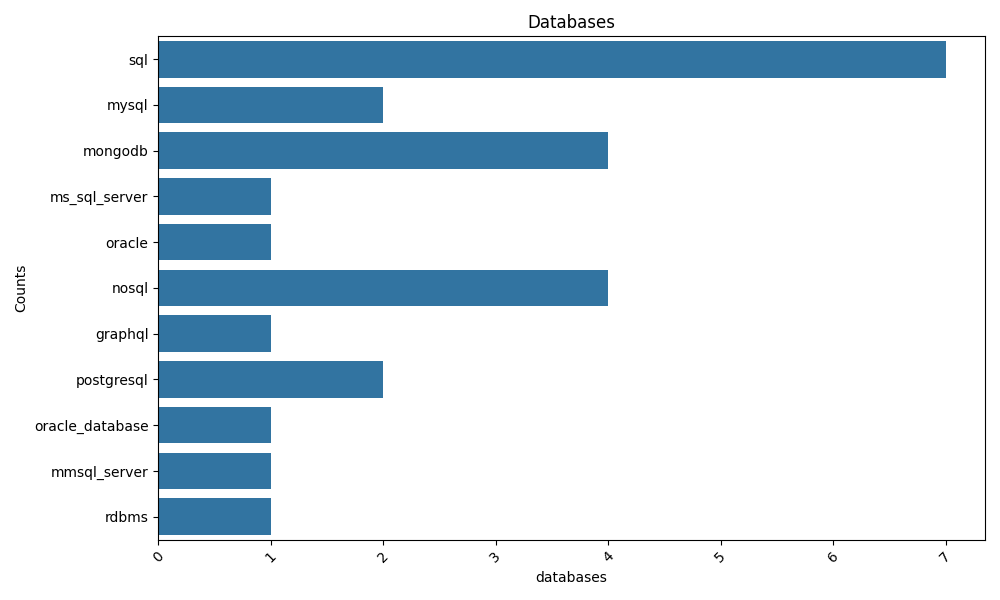 Databases
sql
mysql
mongodb
ms_sql_server
oracle
nosql
graphql
postgresql
oracle_database
mmsql_server
rdbms
Counts
0 1 2 3 4 5 6 7
databases